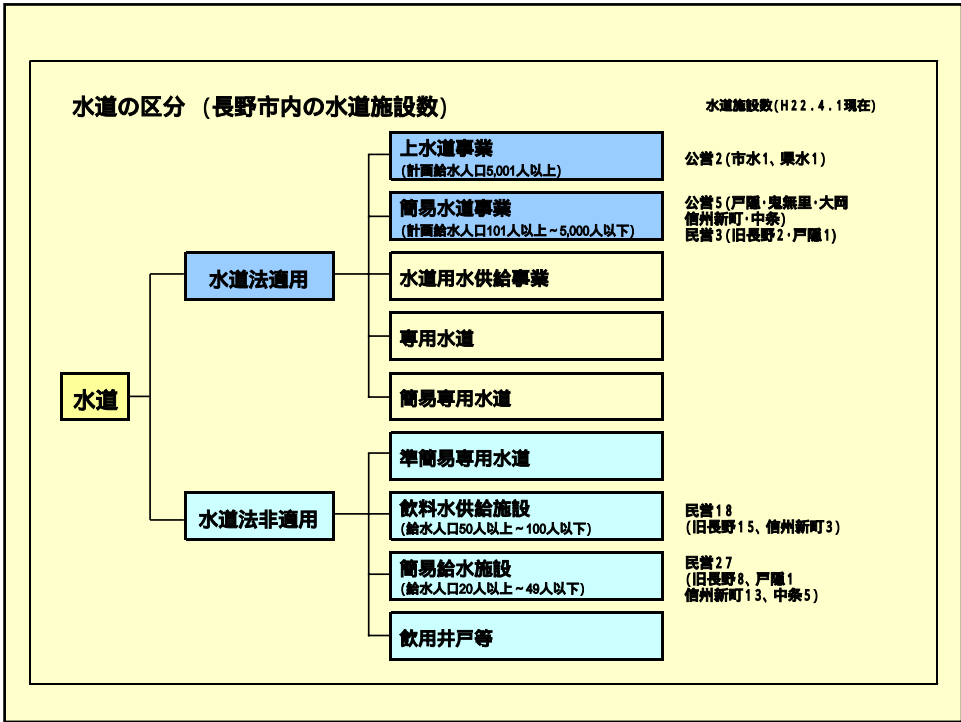 水道の区分 (長野市内の水道施設数)
水道施設数(H22.4.1現在)
上水道事業
(計画給水人口5,001人以上)
公営2(市水1、県水1)
簡易水道事業
(計画給水人口101人以上~5,000人以下)
公営5(戸隠・鬼無里・大岡
信州新町・中条)
民営3(旧長野2・戸隠1)
水道法適用
水道用水供給事業
専用水道
簡易専用水道
水道
準簡易専用水道
水道法非適用
飲料水供給施設
(給水人口50人以上~100人以下)
民営18
(旧長野15、信州新町3)
簡易給水施設
(給水人口20人以上~49人以下)
民営27
(旧長野8、戸隠1
信州新町13、中条5)
飲用井戸等